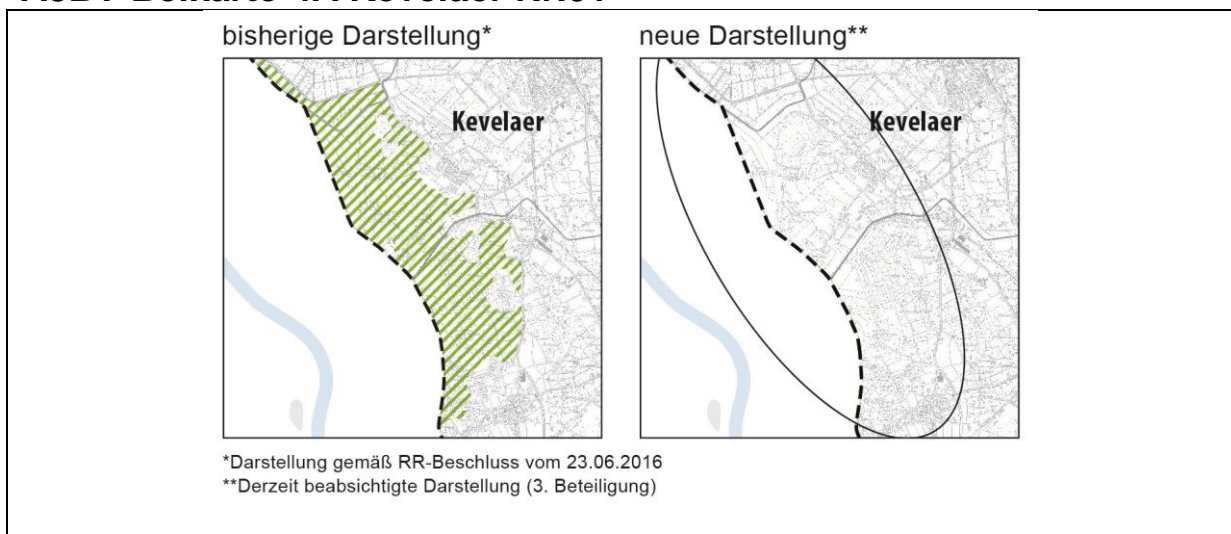 bisherige Darstellung*
neue Darstellung**
Kevelaer
Kevelaer
*Darstellung gemäß RR-Beschluss vom 23.06.2016
**Derzeit beabsichtigte Darstellung (3. Beteiligung)